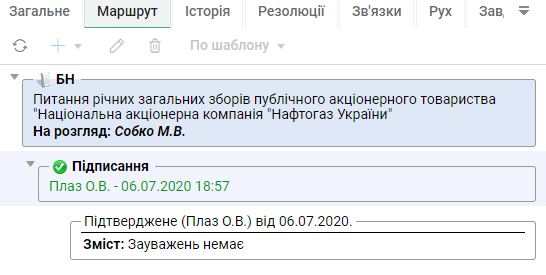 Загальне Маршрут Історія Резолюції Зв'язки Рух
По шаблону
БН
Питання річних загальних зборів публічного акціонерного товариства
"Національна акціонерна компанія "Нафтогаз України"
На розгляд: Собко М.В.
Підписання
Плаз О.В. - 06.07.2020 18:57
Підтверджене (Плаз О.В.) від 06.07.2020.
Зміст: Зауважень немає